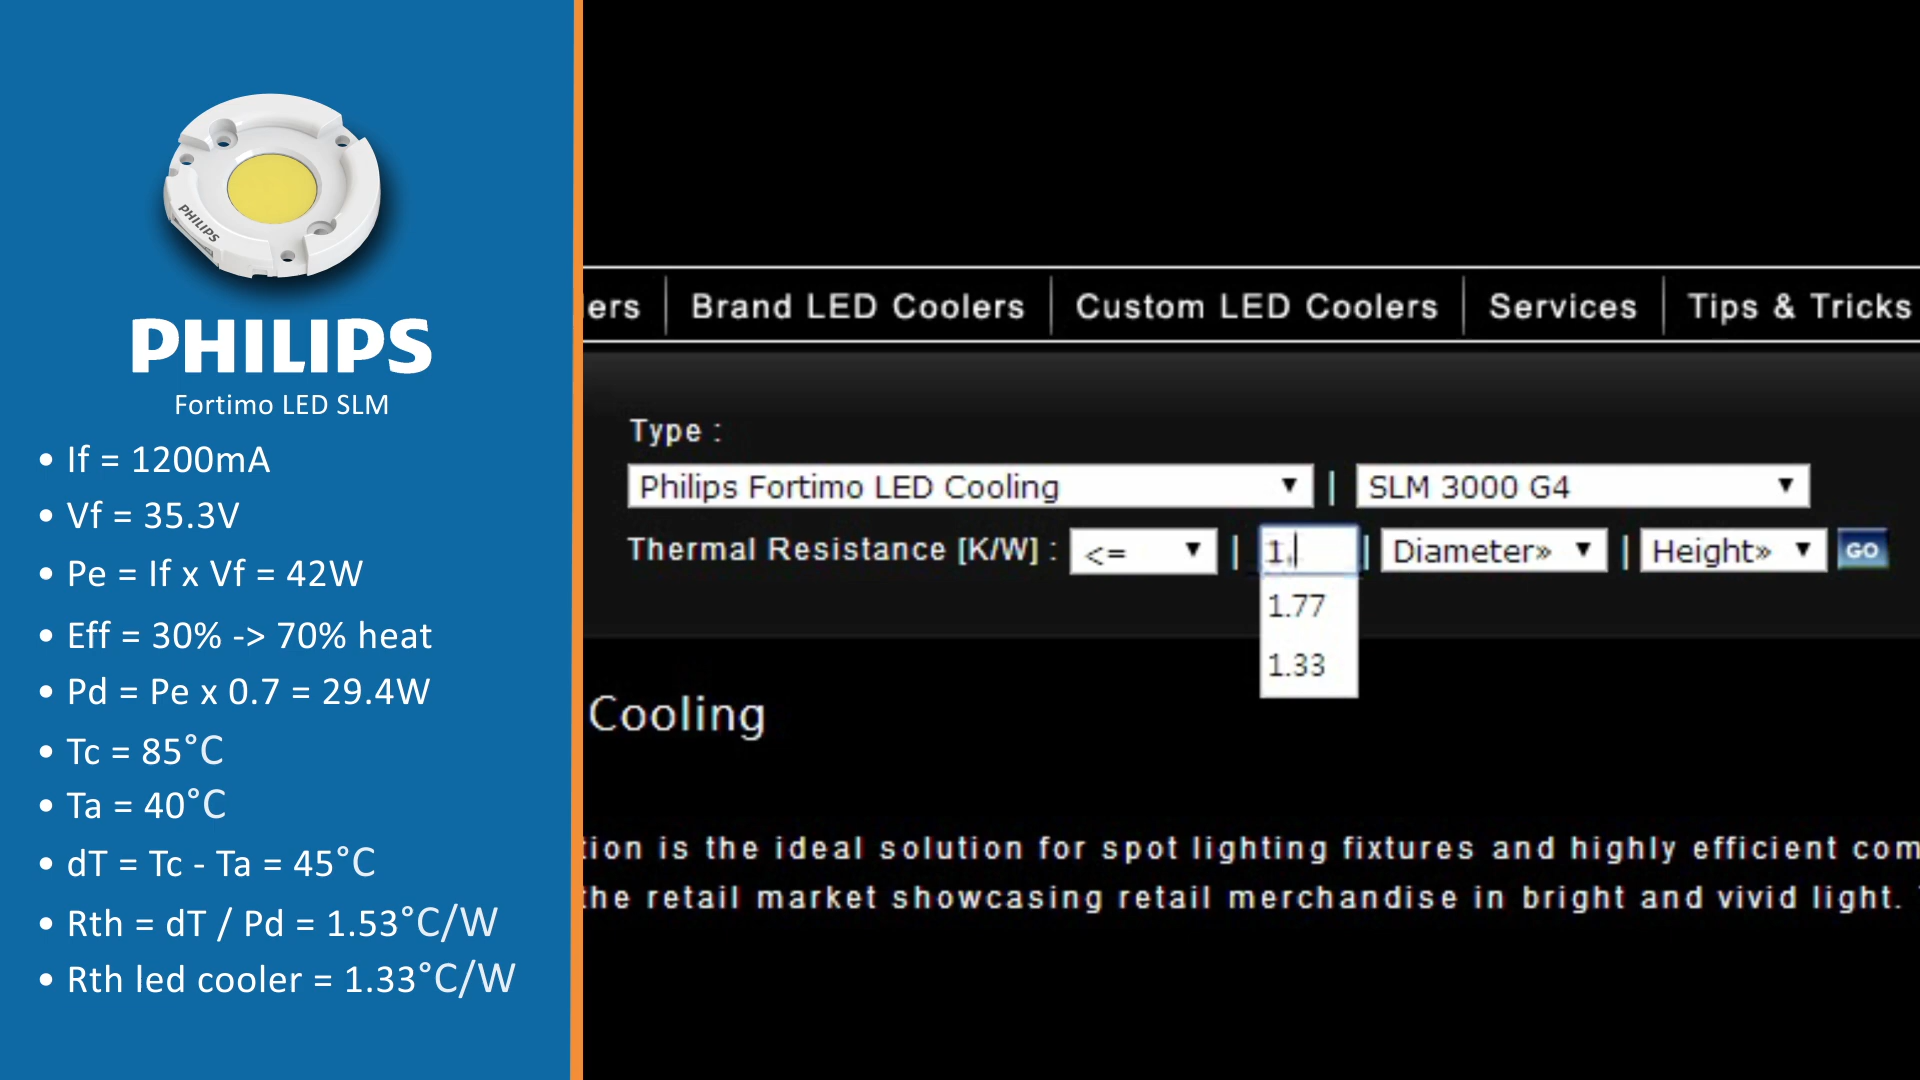 PHILIPS
PHILIPS
Fortimo LED SLM
• If = 1200mA
• Vf = 35.3V
• Pe = If x Vf = 42W
• Eff = 30% -> 70% heat
• Pd = Pe x 0.7 = 29.4W
• Tc = 85°C
• Ta = 40°C
• dT = Tc - Ta = 45°C
• Rth = dT / Pd = 1.53°C/W
• Rth led cooler = 1.33°C/W
lers | Brand LED Coolers | Custom LED Coolers | Services | Tips & Tricks
Type :
Philips Fortimo LED Cooling ▼ | SLM 3000 G4 ▼
Thermal Resistance [K/W] : <= ▼ | 1. | Diameter» ▼ | Height» ▼ GO
1.77
1.33
Cooling
tion is the ideal solution for spot lighting fixtures and highly efficient com
the retail market showcasing retail merchandise in bright and vivid light.